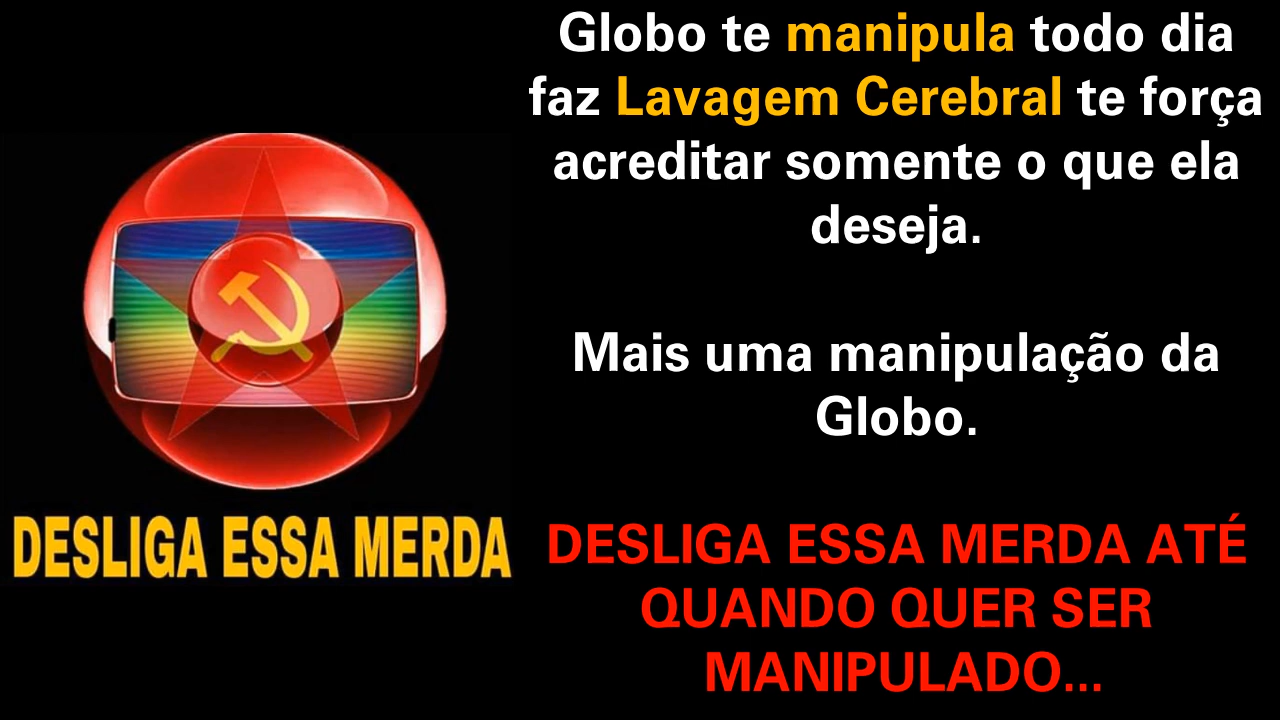 Globo te manipula todo dia
faz Lavagem Cerebral te força
acreditar somente o que ela
deseja.
Mais uma manipulação da
Globo.
DESLIGA ESSA MERDA
DESLIGA ESSA MERDA ATÉ
QUANDO QUER SER
MANIPULADO...